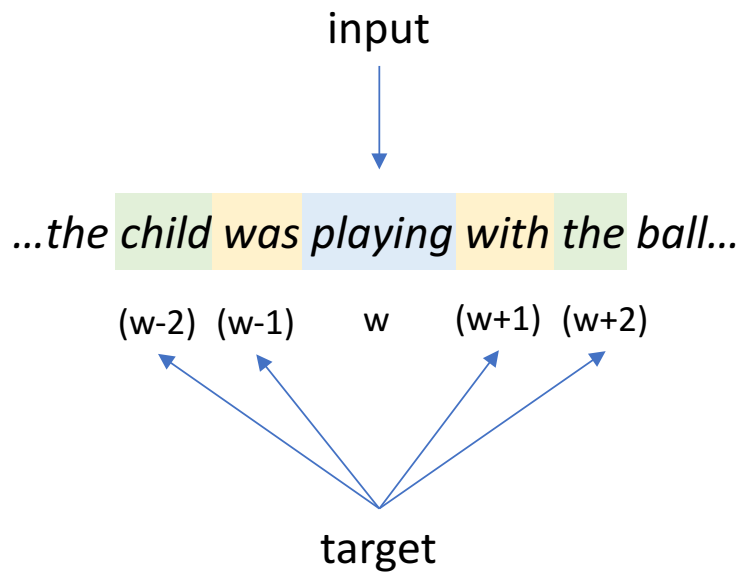 input
...the child was playing with the ball...
(w-2) (w-1) w (w+1) (w+2)
target